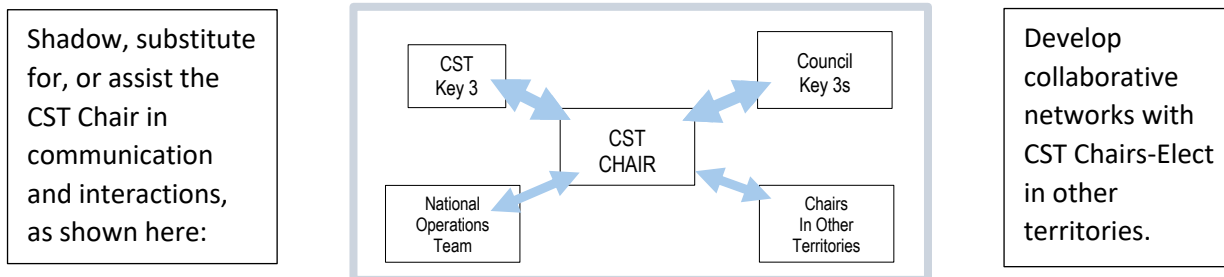 Shadow, substitute
for, or assist the
CST Chair in
communication
and interactions,
as shown here:
CST
Key 3
Council
Key 3s
CST
CHAIR
National
Operations
Team
Chairs
In Other
Territories
Develop
collaborative
networks with
CST Chairs-Elect
in other
territories.